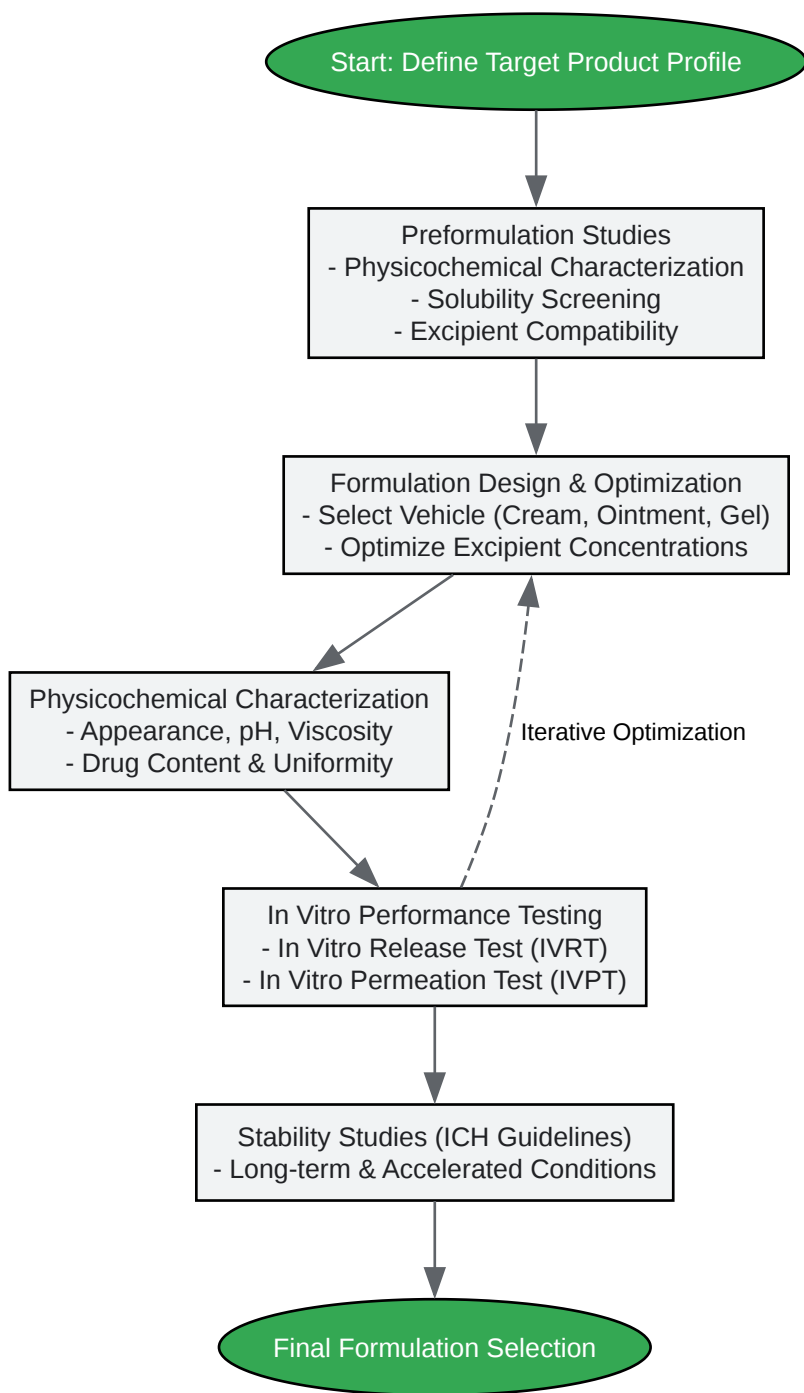 Start: Define Target Product Profile
Preformulation Studies
- Physicochemical Characterization
- Solubility Screening
- Excipient Compatibility
Formulation Design & Optimization
- Select Vehicle (Cream, Ointment, Gel)
- Optimize Excipient Concentrations
Physicochemical Characterization
- Appearance, pH, Viscosity
- Drug Content & Uniformity
Iterative Optimization
In Vitro Performance Testing
- In Vitro Release Test (IVRT)
- In Vitro Permeation Test (IVPT)
Stability Studies (ICH Guidelines)
- Long-term & Accelerated Conditions
Final Formulation Selection